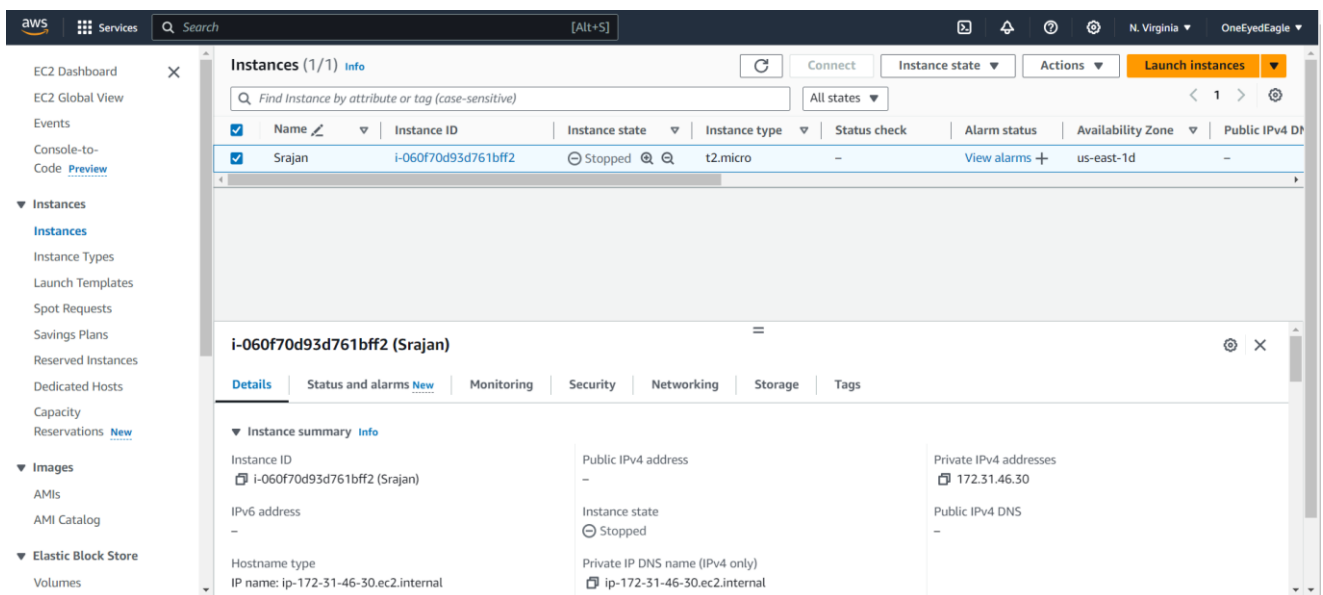 aws Services Search [Alt+S] N. Virginia OneEyedEagle
EC2 Dashboard
EC2 Global View
Events
Console-to-
Code Preview
Instances
Instances
Instance Types
Launch Templates
Spot Requests
Savings Plans
Reserved Instances
Dedicated Hosts
Capacity
Reservations New
Images
AMIs
AMI Catalog
Elastic Block Store
Volumes
Instances (1/1) Info Connect Instance state Actions Launch instances
Find Instance by attribute or tag (case-sensitive) All states 1
Name Instance ID Instance state Instance type Status check Alarm status Availability Zone Public IPv4 DN
Srajan i-060f70d93d761bff2 Stopped t2.micro – View alarms + us-east-1d –
i-060f70d93d761bff2 (Srajan)
Details Status and alarms New Monitoring Security Networking Storage Tags
Instance summary Info
Instance ID Public IPv4 address Private IPv4 addresses
i-060f70d93d761bff2 (Srajan) – 172.31.46.30
IPv6 address Instance state Public IPv4 DNS
– Stopped –
Hostname type Private IP DNS name (IPv4 only)
IP name: ip-172-31-46-30.ec2.internal ip-172-31-46-30.ec2.internal